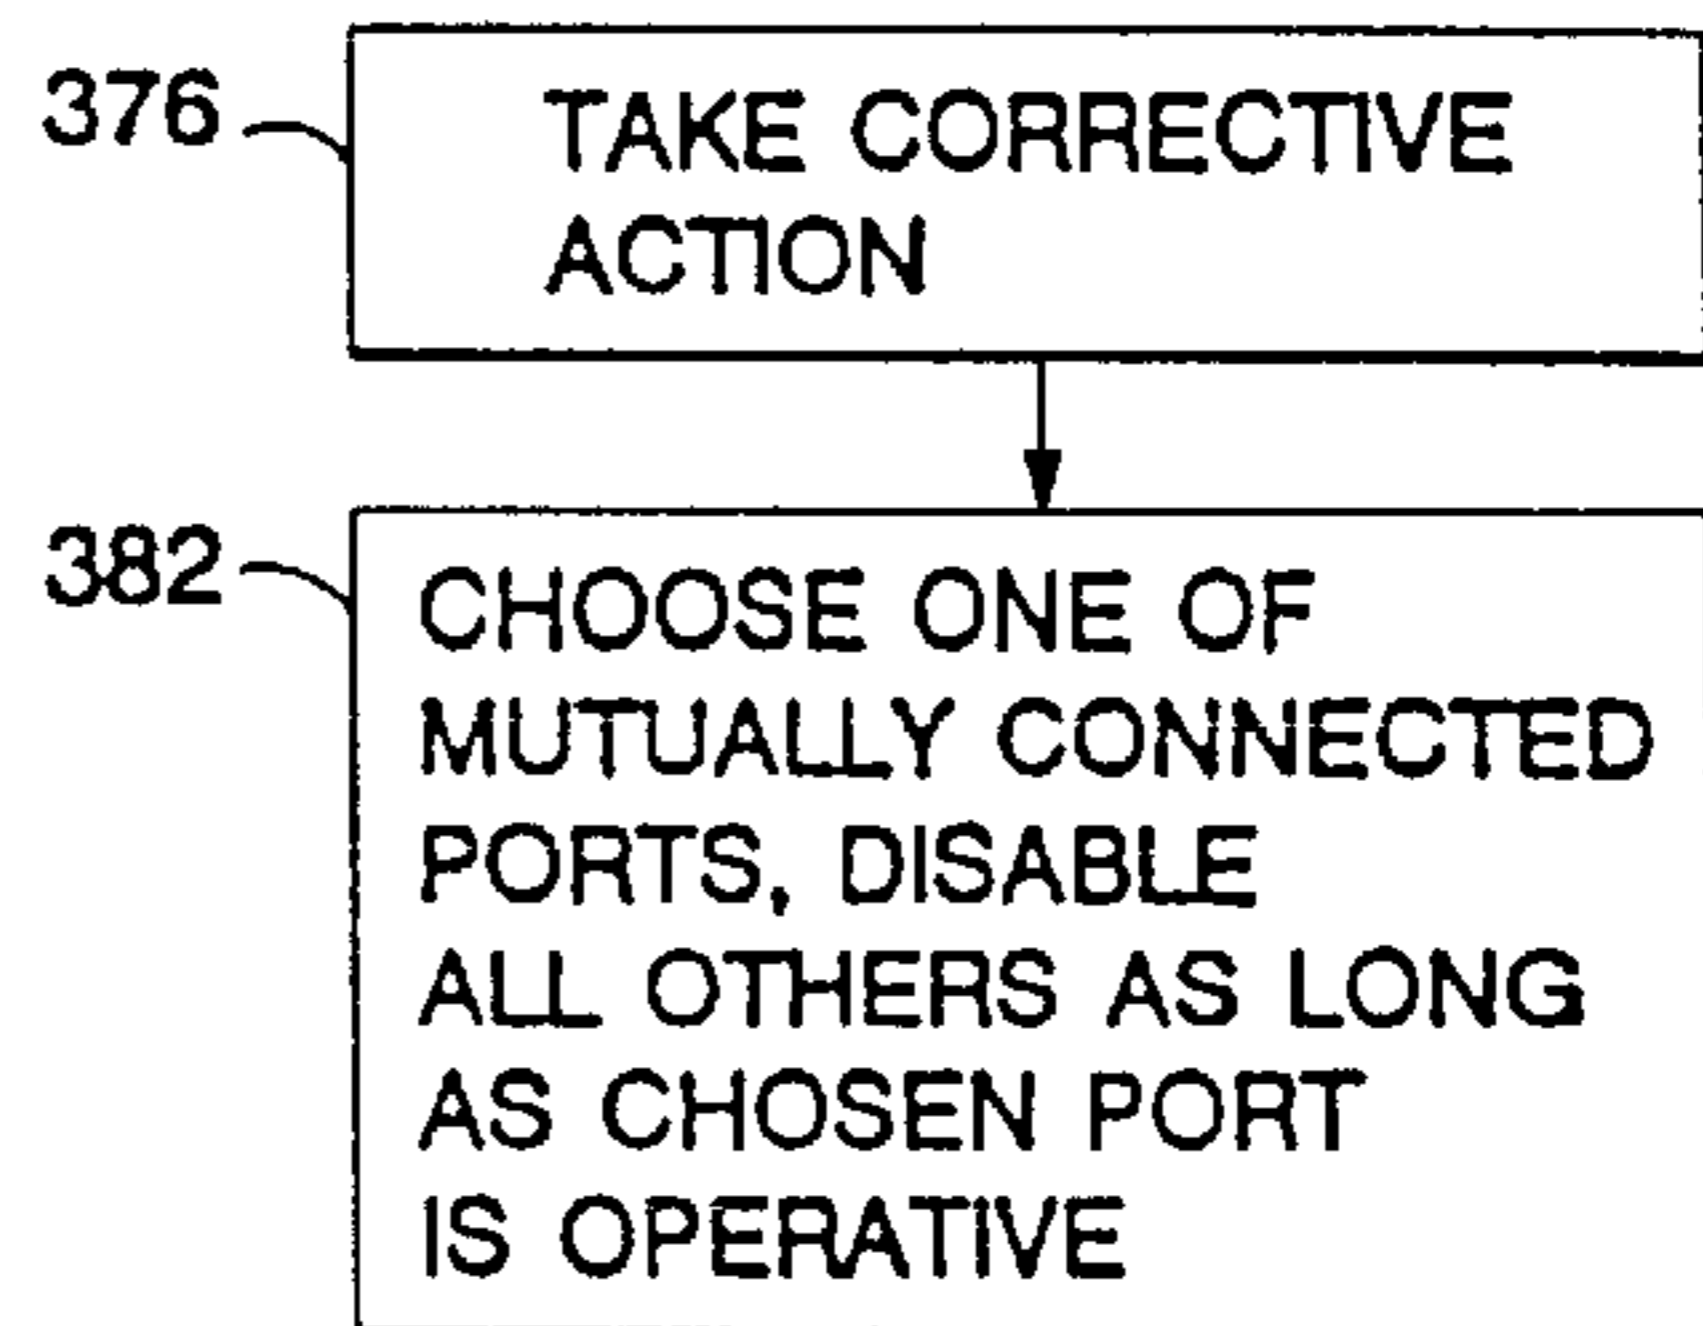 376
TAKE CORRECTIVE
ACTION
382
CHOOSE ONE OF
MUTUALLY CONNECTED
PORTS, DISABLE
ALL OTHERS AS LONG
AS CHOSEN PORT
IS OPERATIVE